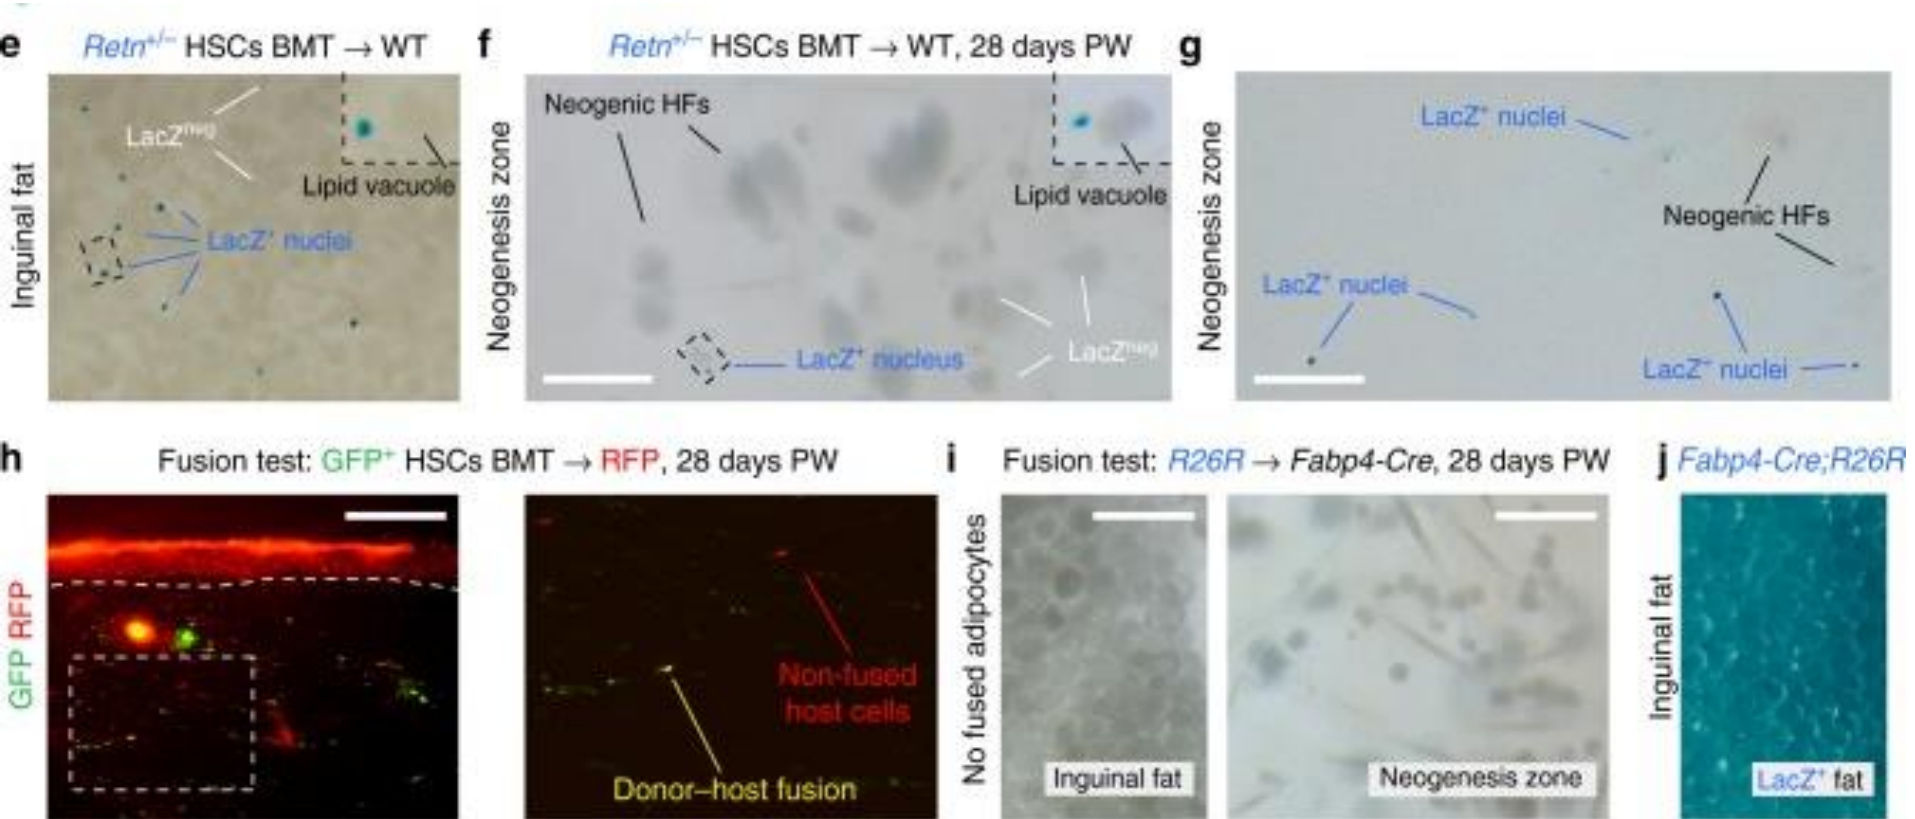 e Retn+/– HSCs BMT → WT
Inguinal fat
LacZneg
Lipid vacuole
LacZ+ nuclei
f Retn+/– HSCs BMT → WT, 28 days PW
Neogenesis zone
Neogenic HFs
Lipid vacuole
LacZ+ nucleus
LacZneg
g
Neogenesis zone
LacZ+ nuclei
Neogenic HFs
LacZ+ nuclei
LacZ+ nuclei
h Fusion test: GFP+ HSCs BMT → RFP, 28 days PW
GFP RFP
Non-fused
host cells
Donor–host fusion
i Fusion test: R26R → Fabp4-Cre, 28 days PW
No fused adipocytes
Inguinal fat
Neogenesis zone
j Fabp4-Cre;R26R
Inguinal fat
LacZ+ fat